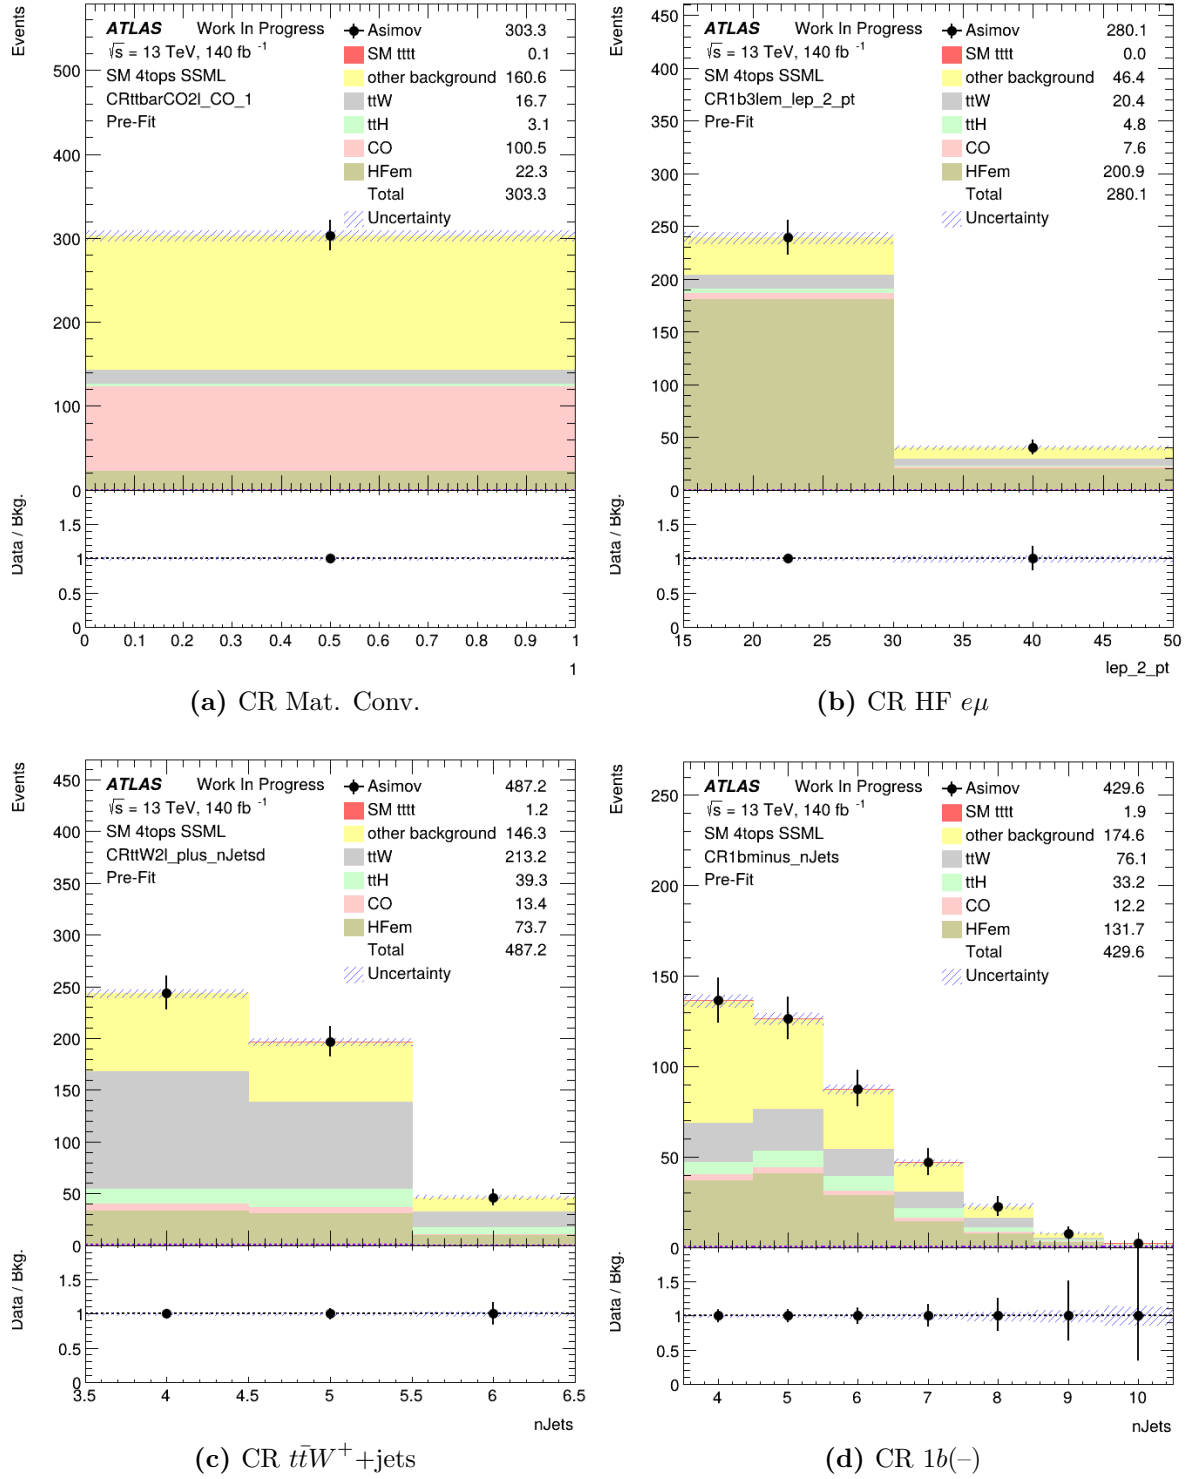 Events
ATLAS Work In Progress
√s = 13 TeV, 140 fb -1
SM 4tops SSML
CRttbarCO2l_CO_1
Pre-Fit
Asimov 303.3
SM tttt 0.1
other background 160.6
ttW 16.7
ttH 3.1
CO 100.5
HFem 22.3
Total 303.3
Uncertainty
500
400
300
200
100
0
Data / Bkg.
1.5
1
0.5
0
0 0.1 0.2 0.3 0.4 0.5 0.6 0.7 0.8 0.9 1
1
(a) CR Mat. Conv.
Events
ATLAS Work In Progress
√s = 13 TeV, 140 fb -1
SM 4tops SSML
CR1b3lem_lep_2_pt
Pre-Fit
Asimov 280.1
SM tttt 0.0
other background 46.4
ttW 20.4
ttH 4.8
CO 7.6
HFem 200.9
Total 280.1
Uncertainty
450
400
350
300
250
200
150
100
50
0
Data / Bkg.
1.5
1
0.5
0
15 20 25 30 35 40 45 50
lep_2_pt
(b) CR HF eμ
Events
ATLAS Work In Progress
√s = 13 TeV, 140 fb -1
SM 4tops SSML
CRttW2l_plus_nJetsd
Pre-Fit
Asimov 487.2
SM tttt 1.2
other background 146.3
ttW 213.2
ttH 39.3
CO 13.4
HFem 73.7
Total 487.2
Uncertainty
450
400
350
300
250
200
150
100
50
0
Data / Bkg.
1.5
1
0.5
0
3.5 4 4.5 5 5.5 6 6.5
nJets
(c) CR tt̄W⁺+jets
Events
ATLAS Work In Progress
√s = 13 TeV, 140 fb -1
SM 4tops SSML
CR1bminus_nJets
Pre-Fit
Asimov 429.6
SM tttt 1.9
other background 174.6
ttW 76.1
ttH 33.2
CO 12.2
HFem 131.7
Total 429.6
Uncertainty
250
200
150
100
50
0
Data / Bkg.
1.5
1
0.5
0
4 5 6 7 8 9 10
nJets
(d) CR 1b(–)